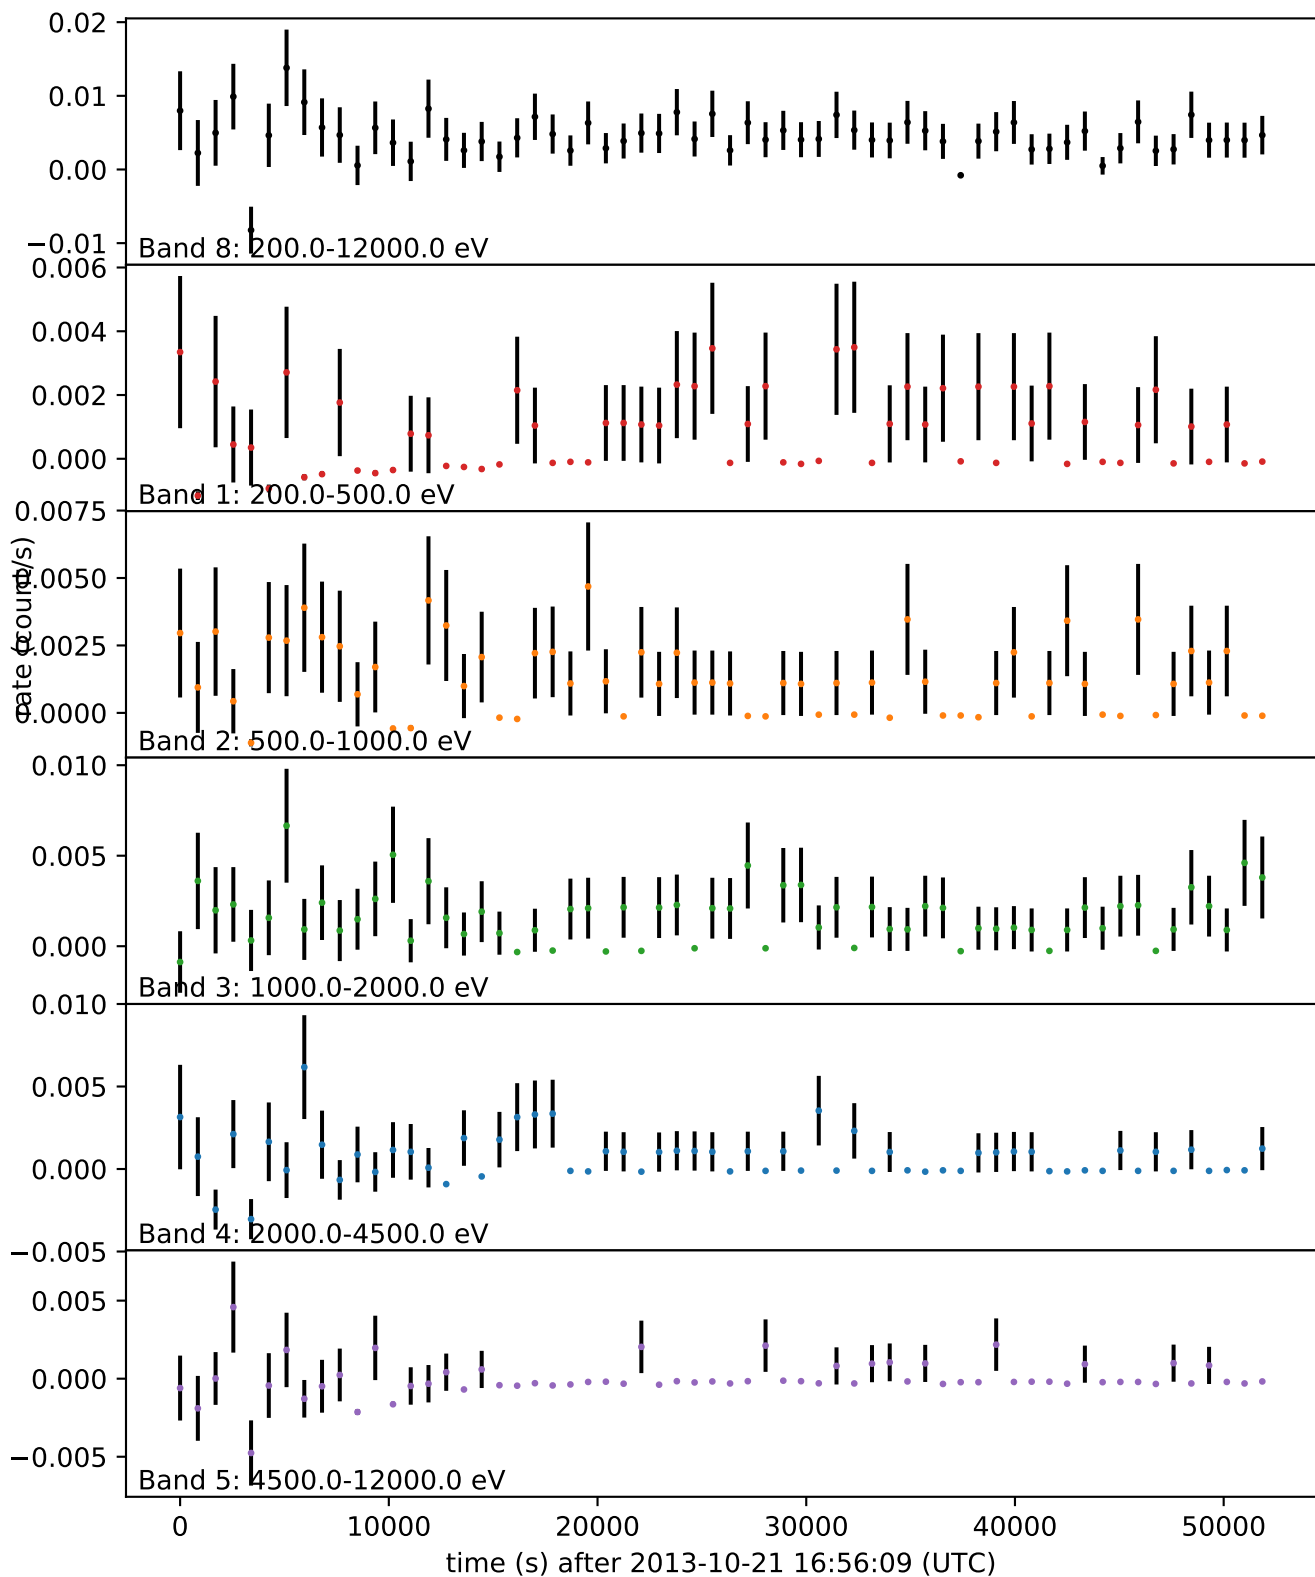 0.02
0.01
0.00
−0.01
Band 8: 200.0-12000.0 eV
0.006
0.004
0.002
0.000
Band 1: 200.0-500.0 eV
0.0075
0.0050
0.0025
0.0000
rate (count/s)
Band 2: 500.0-1000.0 eV
0.010
0.005
0.000
Band 3: 1000.0-2000.0 eV
0.010
0.005
0.000
−0.005
Band 4: 2000.0-4500.0 eV
0.005
0.000
−0.005
Band 5: 4500.0-12000.0 eV
0 10000 20000 30000 40000 50000
time (s) after 2013-10-21 16:56:09 (UTC)